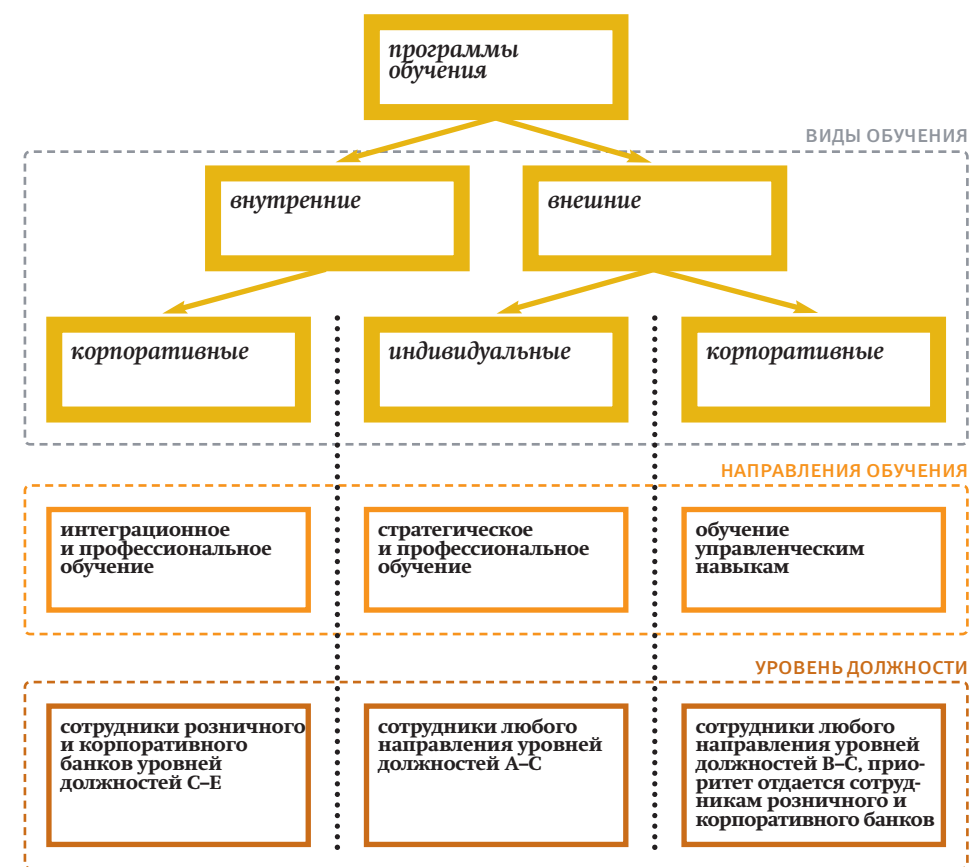 программы
обучения
ВИДЫ ОБУЧЕНИЯ
внутренние
внешние
корпоративные
индивидуальные
корпоративные
НАПРАВЛЕНИЯ ОБУЧЕНИЯ
интеграционное
и профессиональное
обучение
стратегическое
и профессиональное
обучение
обучение
управленческим
навыкам
УРОВЕНЬ ДОЛЖНОСТИ
сотрудники розничного
и корпоративного
банков уровней
должностей С–Е
сотрудники любого
направления уровней
должностей А–С
сотрудники любого
направления уровней
должностей В–С, прио-
ритет отдается сотруд-
никам розничного и
корпоративного банков